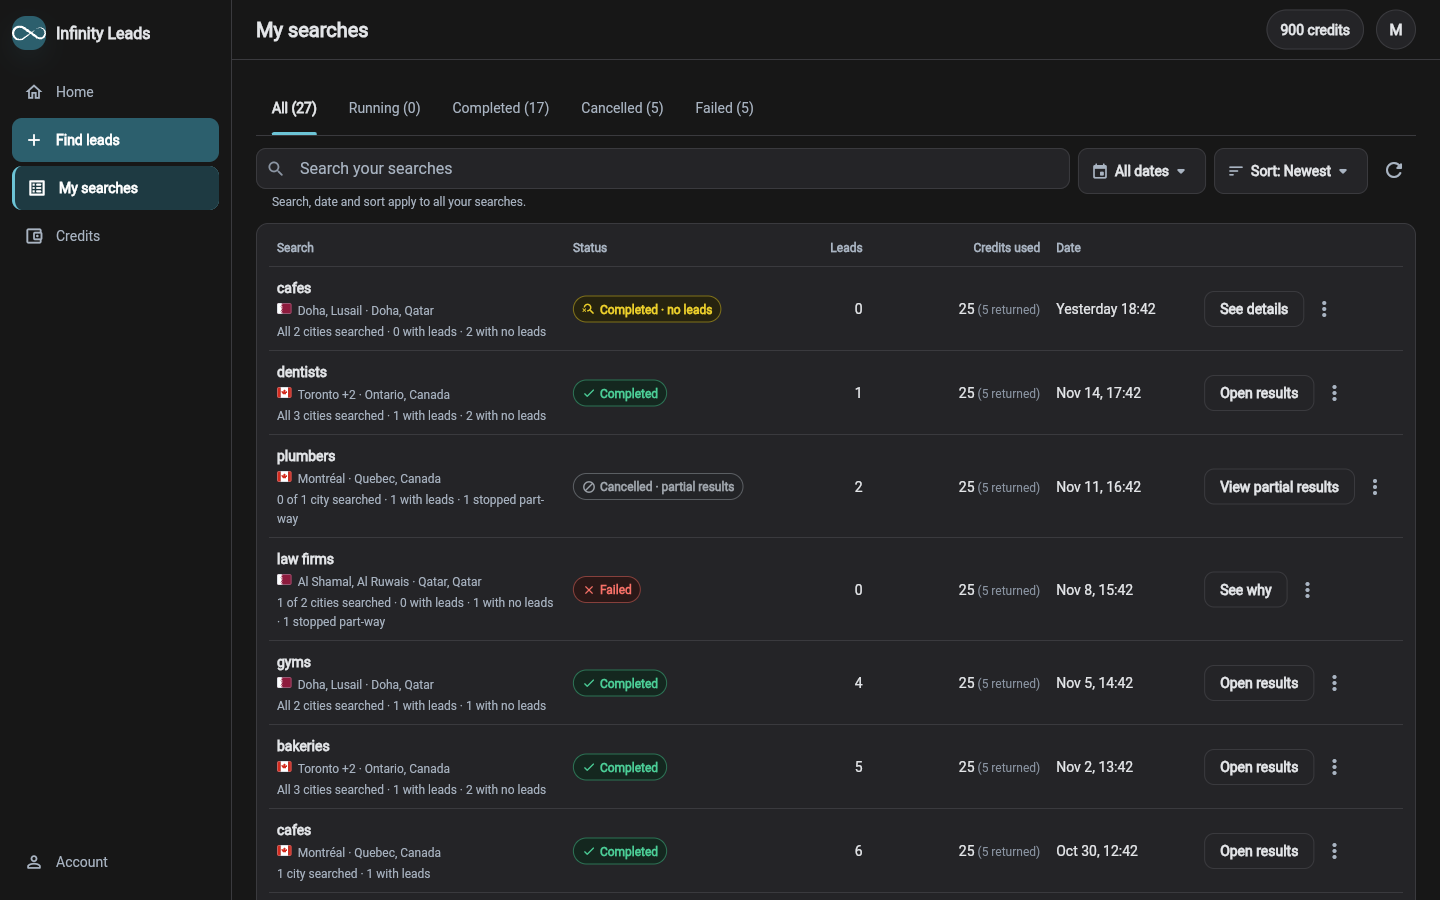 Infinity Leads
Home
Find leads
My searches
Credits
Account
My searches
900 credits
M
All (27)
Running (0)
Completed (17)
Cancelled (5)
Failed (5)
Search your searches
All dates
Sort: Newest
Search, date and sort apply to all your searches.
Search
Status
Leads
Credits used
Date
cafes
Doha, Lusail · Doha, Qatar
All 2 cities searched · 0 with leads · 2 with no leads
Completed · no leads
0
25 (5 returned)
Yesterday 18:42
See details
dentists
Toronto +2 · Ontario, Canada
All 3 cities searched · 1 with leads · 2 with no leads
Completed
1
25 (5 returned)
Nov 14, 17:42
Open results
plumbers
Montréal · Quebec, Canada
0 of 1 city searched · 1 with leads · 1 stopped part-
way
Cancelled · partial results
2
25 (5 returned)
Nov 11, 16:42
View partial results
law firms
Al Shamal, Al Ruwais · Qatar, Qatar
1 of 2 cities searched · 0 with leads · 1 with no leads
· 1 stopped part-way
Failed
0
25 (5 returned)
Nov 8, 15:42
See why
gyms
Doha, Lusail · Doha, Qatar
All 2 cities searched · 1 with leads · 1 with no leads
Completed
4
25 (5 returned)
Nov 5, 14:42
Open results
bakeries
Toronto +2 · Ontario, Canada
All 3 cities searched · 1 with leads · 2 with no leads
Completed
5
25 (5 returned)
Nov 2, 13:42
Open results
cafes
Montréal · Quebec, Canada
1 city searched · 1 with leads
Completed
6
25 (5 returned)
Oct 30, 12:42
Open results